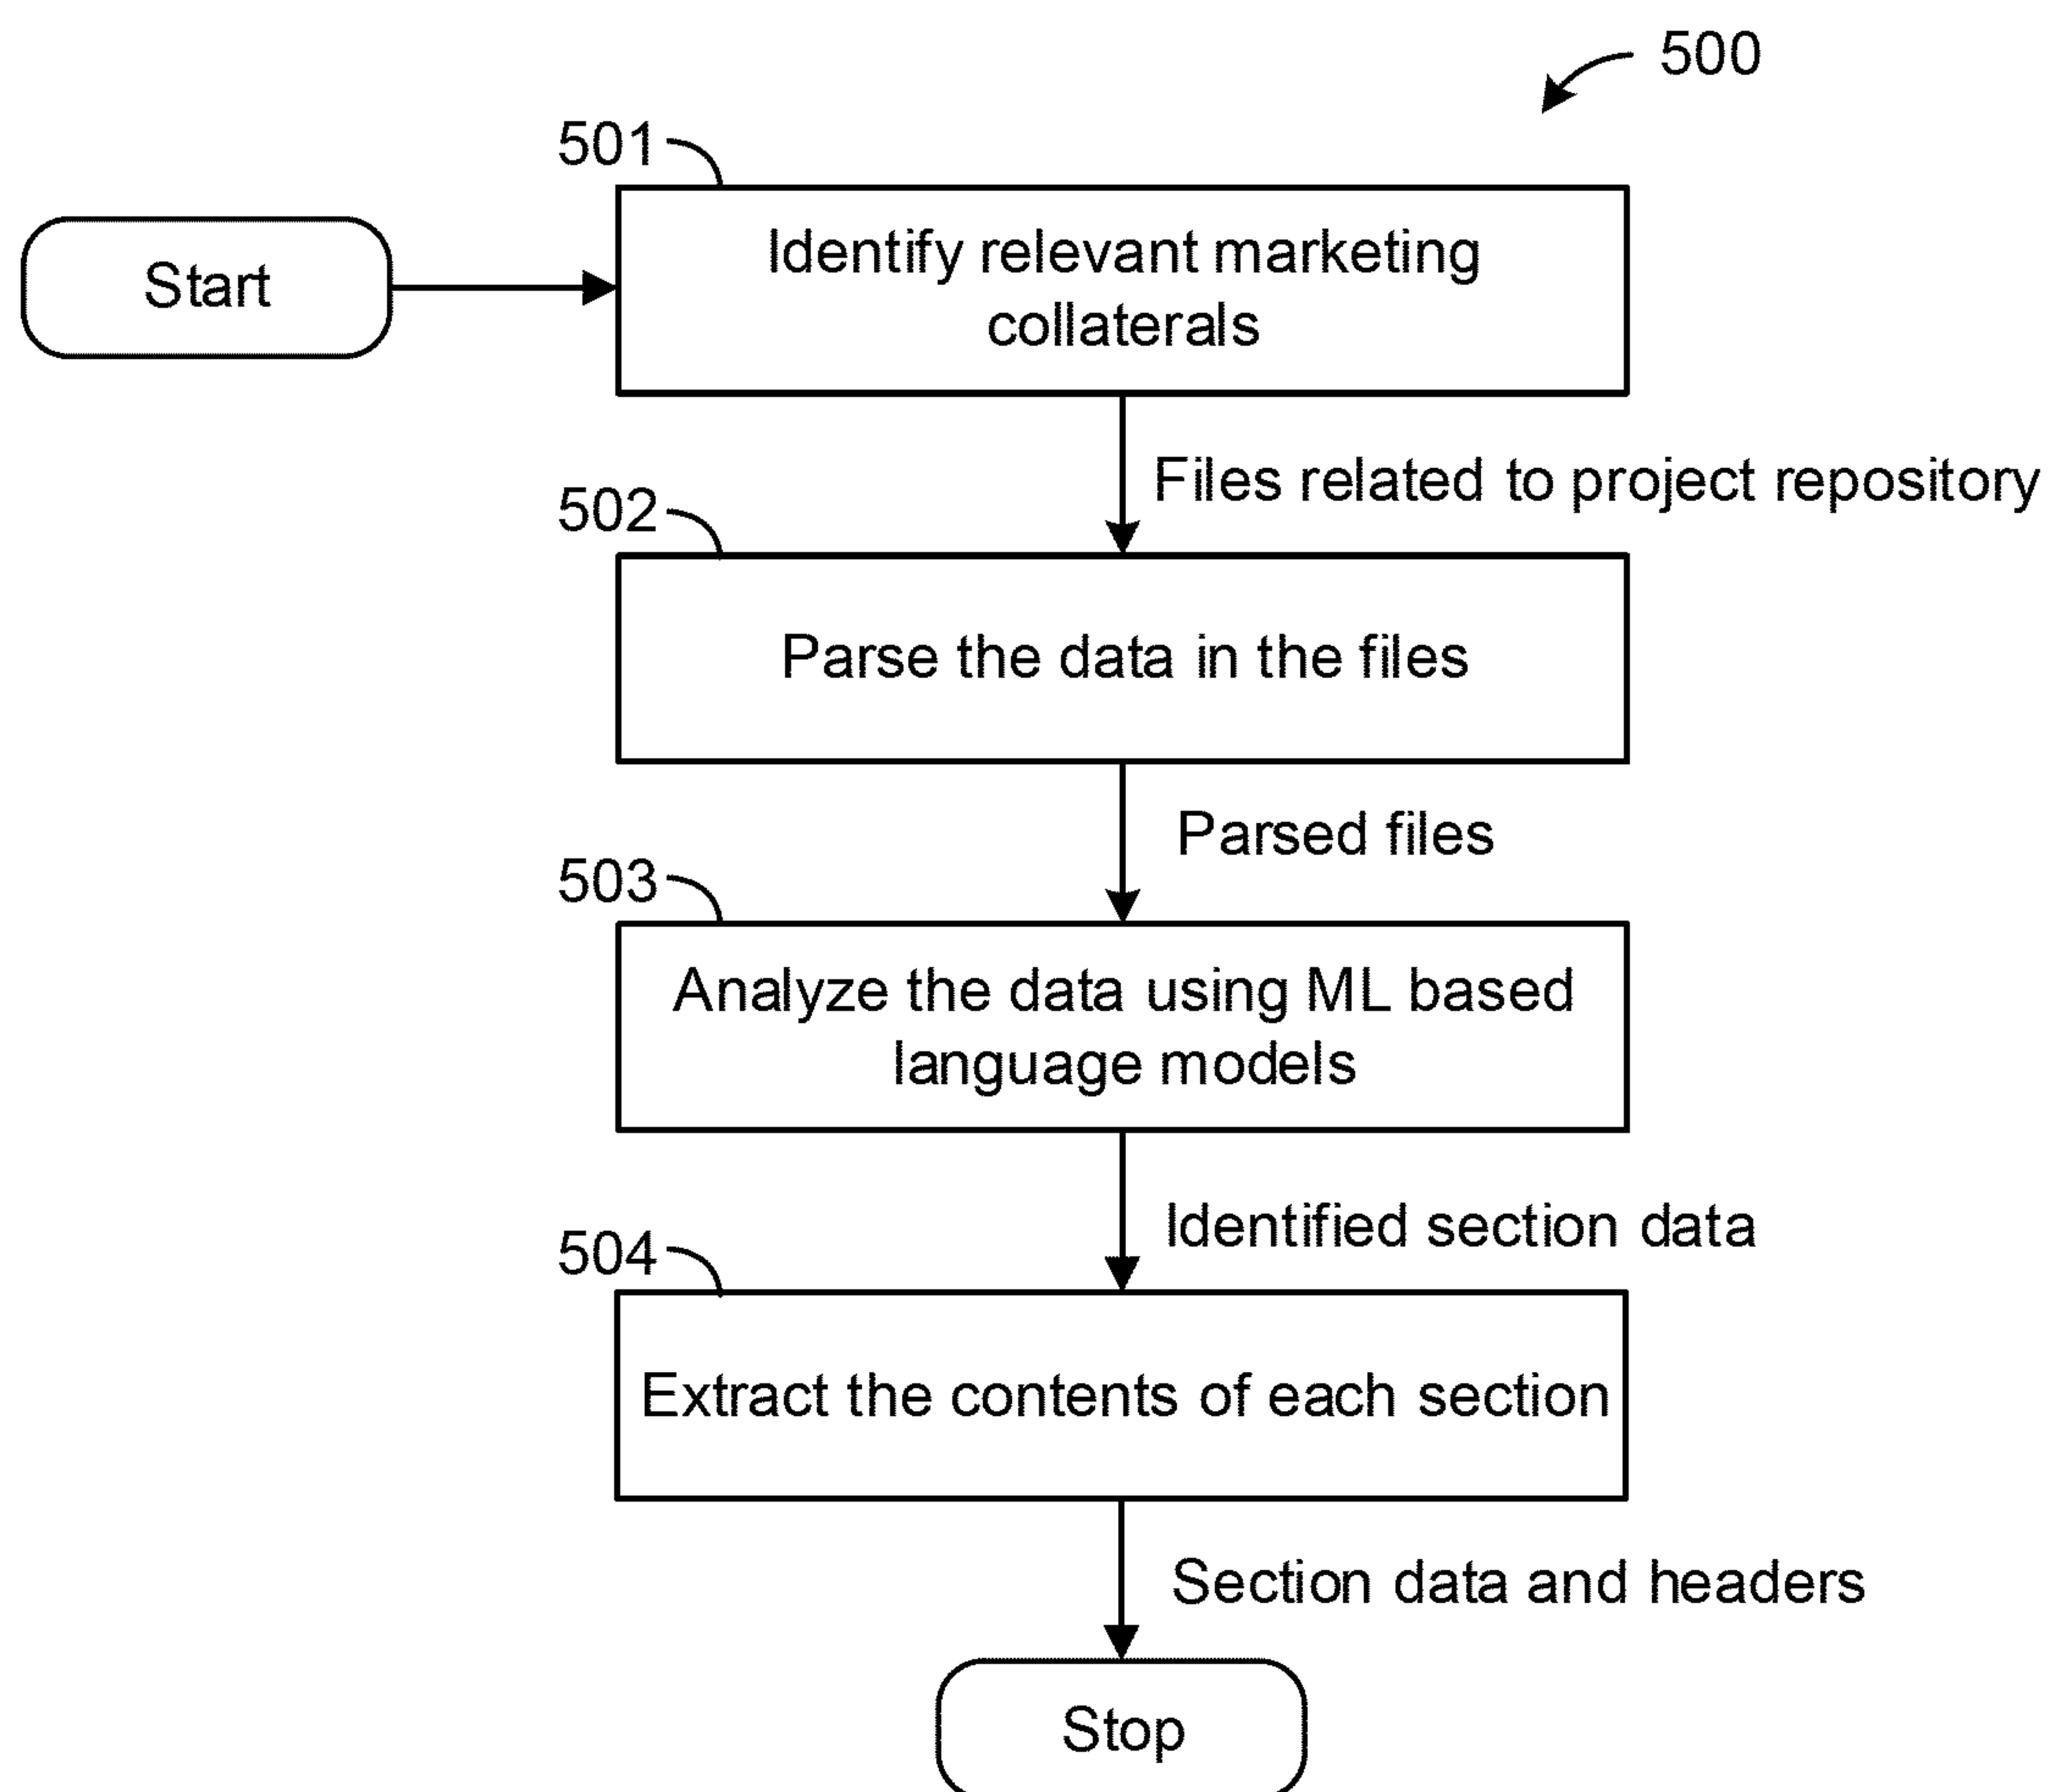 500
501
Start
Identify relevant marketing
collaterals
Files related to project repository
502
Parse the data in the files
Parsed files
503
Analyze the data using ML based
language models
Identified section data
504
Extract the contents of each section
Section data and headers
Stop